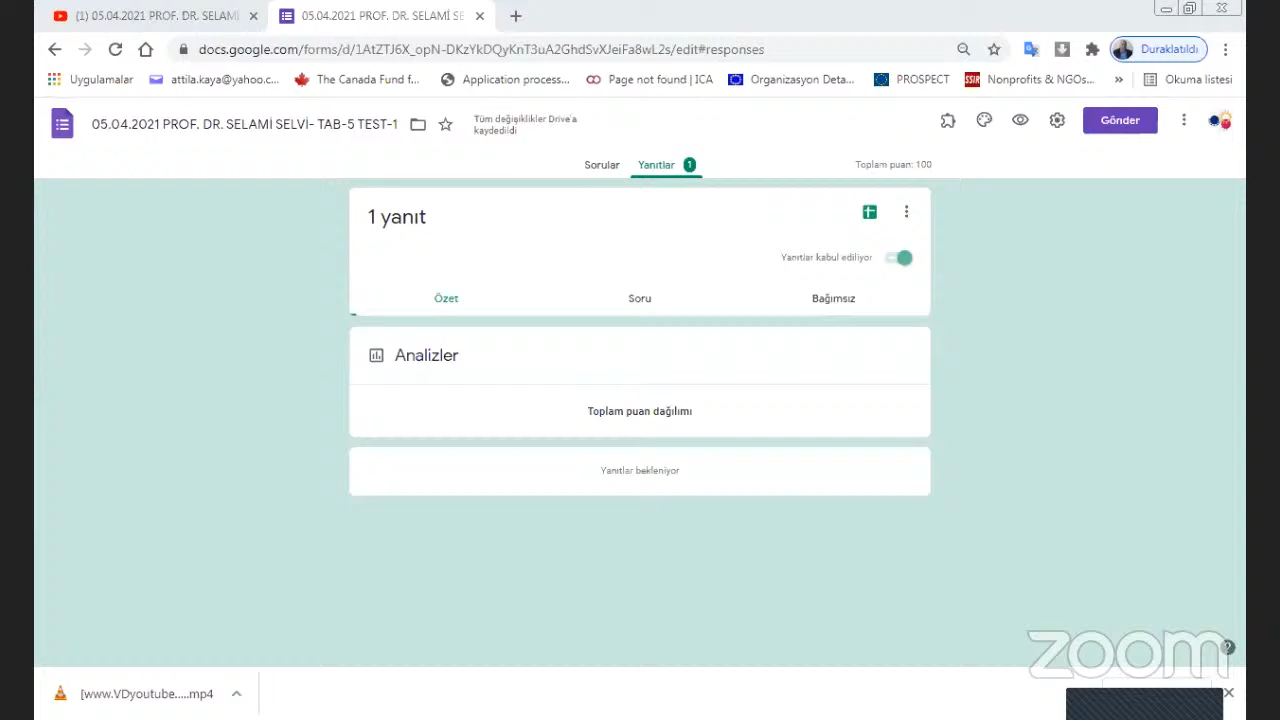 (1) 05.04.2021 PROF. DR. SELAMİ
05.04.2021 PROF. DR. SELAMİ SE
docs.google.com/forms/d/1AtZTJ6X_opN-DKzYkDQyKnT3uA2GhdSvXJeiFa8wL2s/edit#responses
Duraklatıldı
Uygulamalar
attila.kaya@yahoo.c...
The Canada Fund f...
Application process...
Page not found | ICA
Organizasyon Deta...
PROSPECT
SSIR
Nonprofits & NGOs...
»
Okuma listesi
05.04.2021 PROF. DR. SELAMİ SELVİ- TAB-5 TEST-1
Tüm değişiklikler Drive'a
kaydedildi
Gönder
Sorular
Yanıtlar 1
Toplam puan: 100
1 yanıt
Yanıtlar kabul ediliyor
Özet
Soru
Bağımsız
Analizler
Toplam puan dağılımı
Yanıtlar bekleniyor
zoom
[www.VDyoutube.....mp4